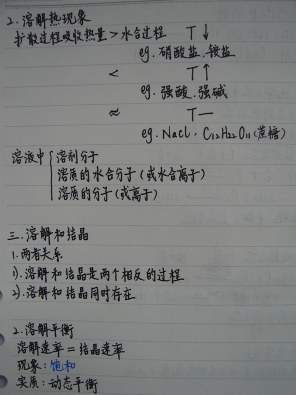 2.溶解热现象
扩散过程吸收热量 > 水合过程 T↓
eg. 硝酸盐、铵盐
< T↑
eg. 强酸、强碱
≈ T—
eg. NaCl、C12H22O11(蔗糖)
溶液中 { 溶剂分子
溶质的水合分子(或水合离子)
溶质的分子(或离子)
三.溶解和结晶
1.两者关系
1).溶解和结晶是两个相反的过程
2).溶解和结晶同时存在
2.溶解平衡
溶解速率 = 结晶速率
现象:饱和
实质:动态平衡